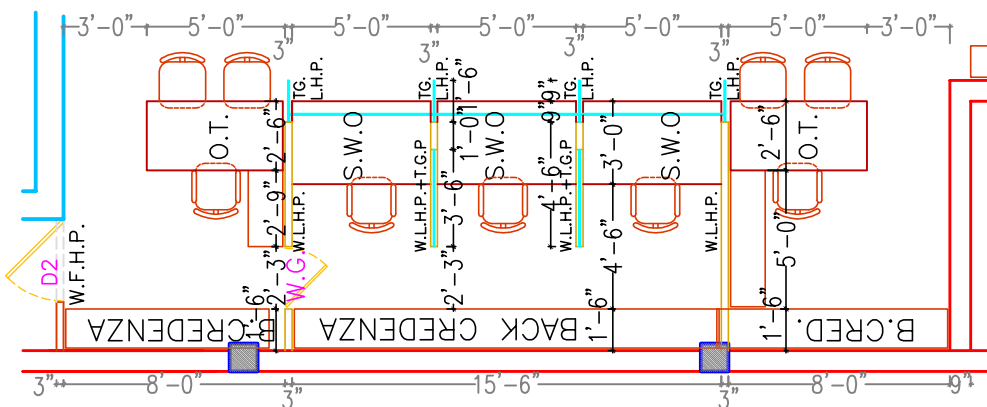 3'-0" 5'-0" 5'-0" 5'-0" 5'-0" 3'-0"
3" 3" 3" 3"
TG. L.H.P.
TG. L.H.P.
TG. L.H.P.
TG. L.H.P.
1'-6"
9"
9"
O.T.
2'-6"
S.W.O
1'-0"
S.W.O
3'-0"
S.W.O
2'-6"
O.T.
2'-9"
W.L.H.P.
W.L.H.P.+T.G.P
3'-6"
W.L.H.P.+T.G.P
4'-6"
4'-6"
W.L.H.P.
5'-0"
D2
W.F.H.P.
2'-3"
W.G.
2'-3"
1'-6"
1'-6"
1'-6"
B.CREDENZA
BACK CREDENZA
B.CRED.
3" 8'-0" 3" 15'-6" 3" 8'-0" 9"